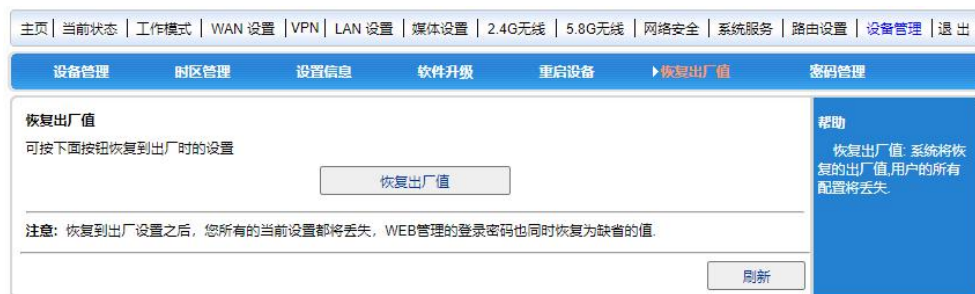 主页 | 当前状态 | 工作模式 | WAN 设置 | VPN | LAN 设置 | 媒体设置 | 2.4G无线 | 5.8G无线 | 网络安全 | 系统服务 | 路由设置 | 设备管理 | 退 出
设备管理 时区管理 设置信息 软件升级 重启设备 恢复出厂值 密码管理
恢复出厂值
可按下面按钮恢复到出厂时的设置
恢复出厂值
注意: 恢复到出厂设置之后, 您所有的当前设置都将丢失, WEB管理的登录密码也同时恢复为缺省的值.
刷新
帮助
恢复出厂值: 系统将恢
复的出厂值,用户的所有
配置将丢失.